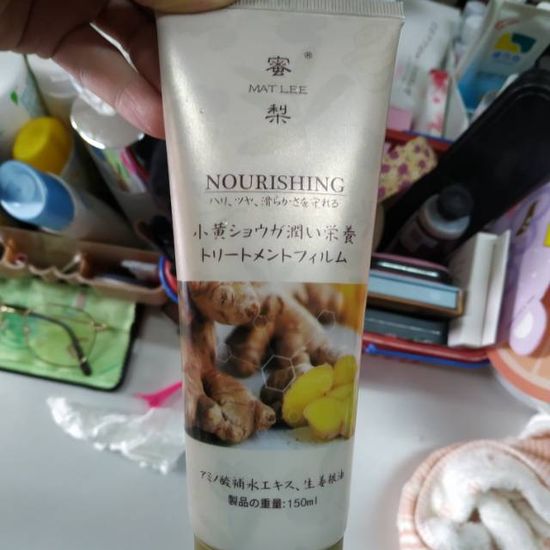 蜜®
MAT LEE
梨
NOURISHING
ハリ、ツヤ、滑らかさを守れる
小黄ショウガ潤い栄養
トリートメントフィルム
アミノ酸補水エキス、生姜根油
製品の重量:150ml